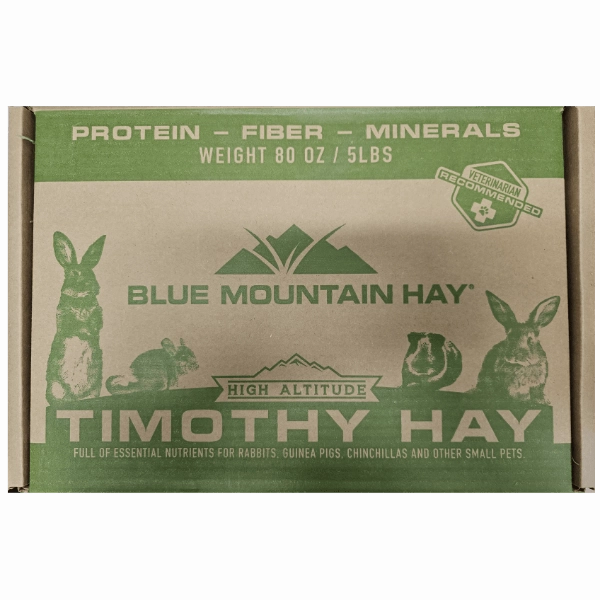 PROTEIN – FIBER – MINERALS
WEIGHT 80 OZ / 5LBS
VETERINARIAN
RECOMMENDED
BLUE MOUNTAIN HAY®
HIGH ALTITUDE
TIMOTHY HAY
FULL OF ESSENTIAL NUTRIENTS FOR RABBITS, GUINEA PIGS, CHINCHILLAS AND OTHER SMALL PETS.